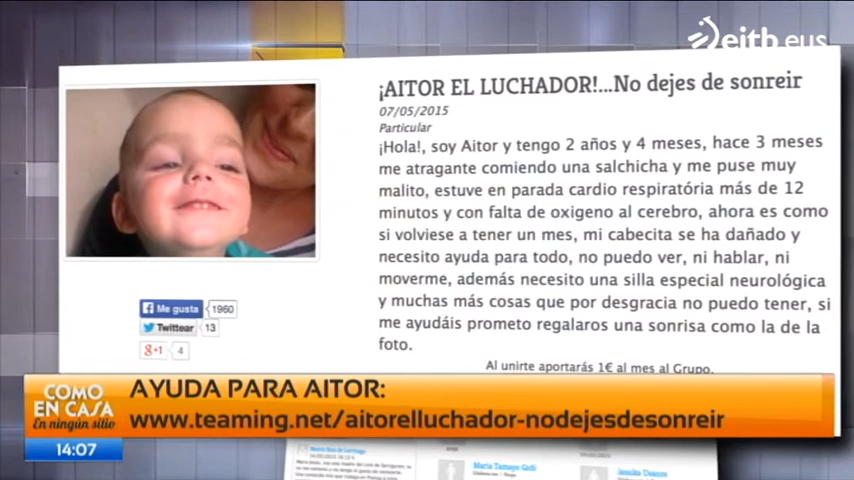 eitb.eus
¡AITOR EL LUCHADOR!...No dejes de sonreir
07/05/2015
Particular
¡Hola!, soy Aitor y tengo 2 años y 4 meses, hace 3 meses
me atragante comiendo una salchicha y me puse muy
malito, estuve en parada cardio respiratória más de 12
minutos y con falta de oxigeno al cerebro, ahora es como
si volviese a tener un mes, mi cabecita se ha dañado y
necesito ayuda para todo, no puedo ver, ni hablar, ni
moverme, además necesito una silla especial neurológica
y muchas más cosas que por desgracia no puedo tener, si
me ayudáis prometo regalaros una sonrisa como la de la
foto.
Me gusta 1960
Twittear 13
g+1 4
Al unirte aportarás 1€ al mes al Grupo.
COMO
EN CASA
En ningún sitio
14:07
AYUDA PARA AITOR:
www.teaming.net/aitorelluchador-nodejesdesonreir
Maria Tamayo Goñi